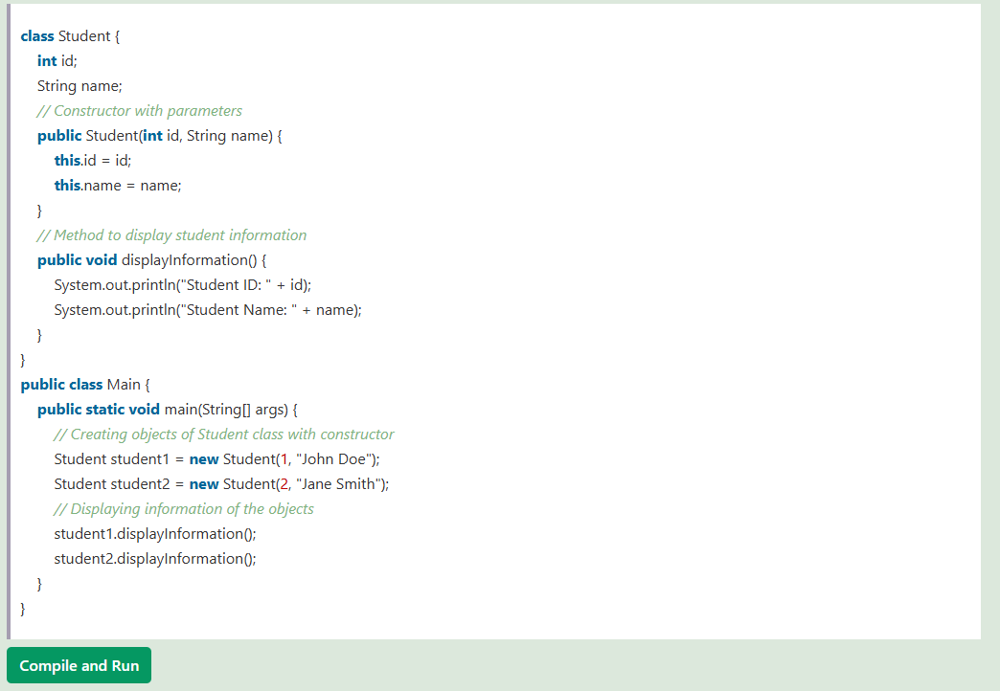 class Student {
int id;
String name;
// Constructor with parameters
public Student(int id, String name) {
this.id = id;
this.name = name;
}
// Method to display student information
public void displayInformation() {
System.out.println("Student ID: " + id);
System.out.println("Student Name: " + name);
}
}
public class Main {
public static void main(String[] args) {
// Creating objects of Student class with constructor
Student student1 = new Student(1, "John Doe");
Student student2 = new Student(2, "Jane Smith");
// Displaying information of the objects
student1.displayInformation();
student2.displayInformation();
}
}
Compile and Run